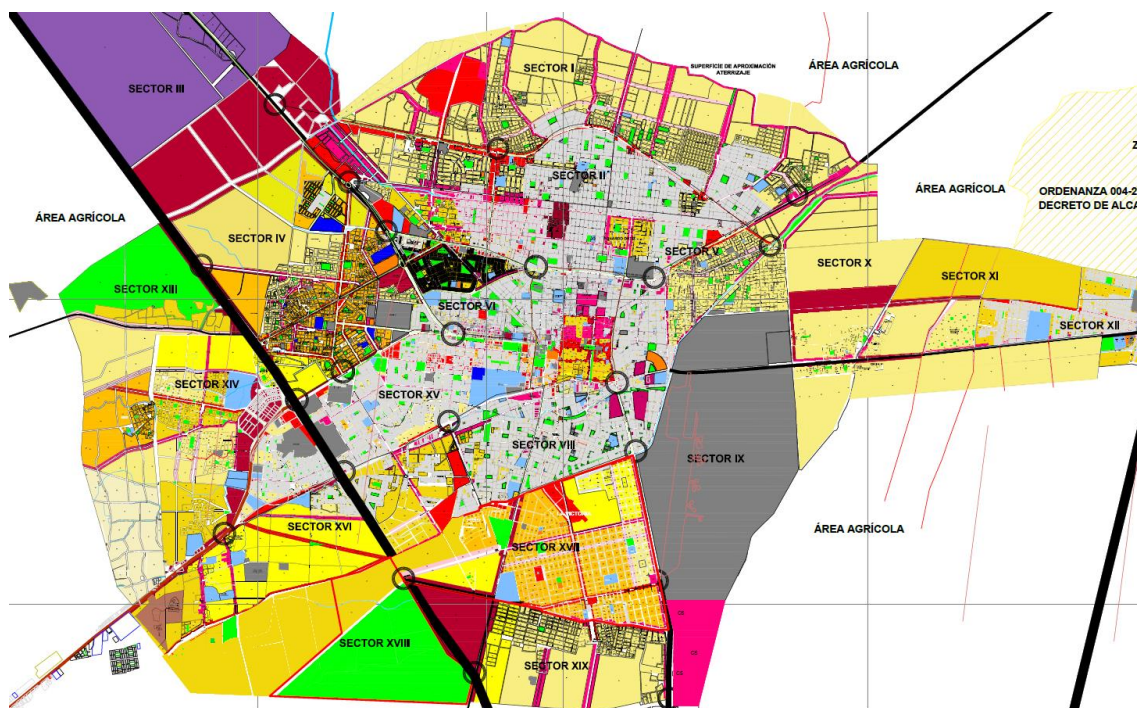 SECTOR I
SUPERFICIE DE APROXIMACIÓN
ATERRIZAJE
ÁREA AGRÍCOLA
SECTOR III
Z
SECTOR II
ÁREA AGRÍCOLA
ORDENANZA 004-2
DECRETO DE ALCA
ÁREA AGRÍCOLA
SECTOR IV
SECTOR V
SECTOR X
SECTOR XI
SECTOR XIII
SECTOR VI
SECTOR XII
SECTOR XIV
SECTOR XV
SECTOR VIII
SECTOR IX
SECTOR XVI
ÁREA AGRÍCOLA
SECTOR XVII
SECTOR XVIII
SECTOR XIX